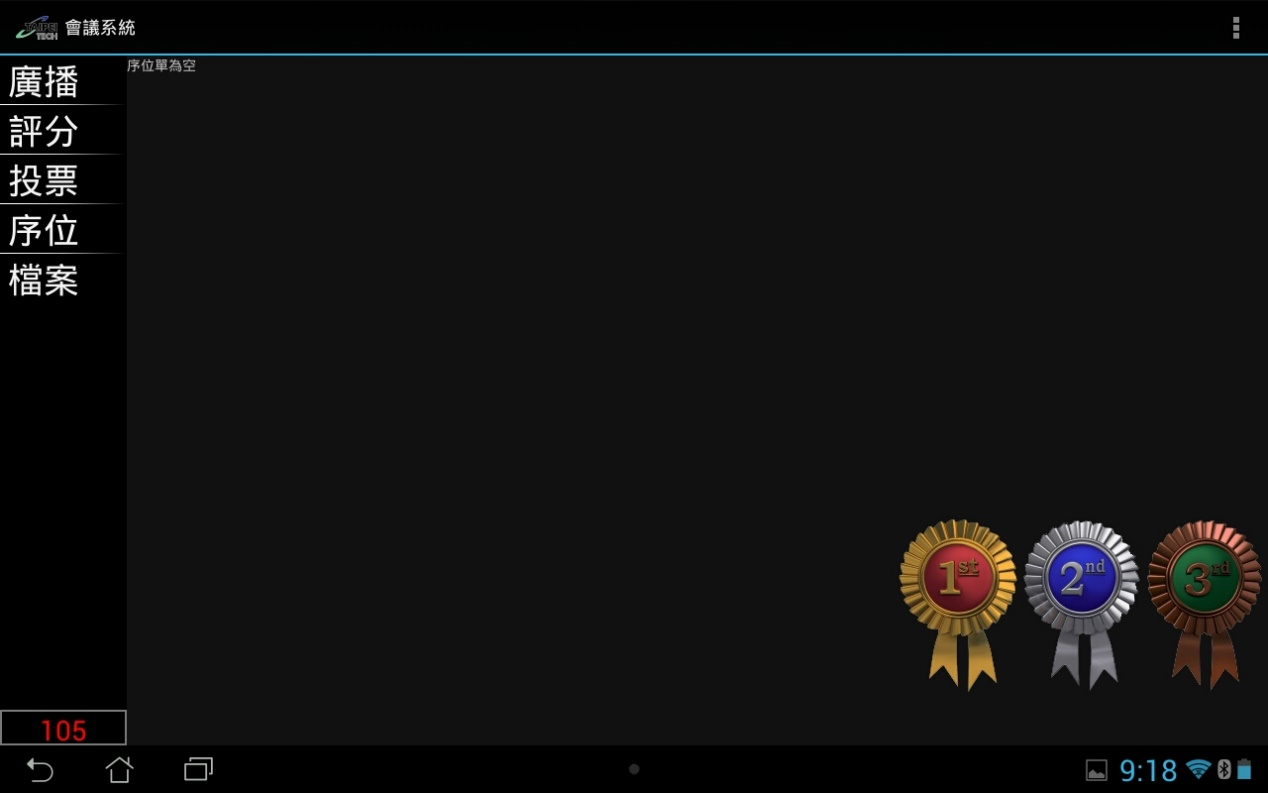 TAIPEI
TECH
會議系統
廣播
評分
投票
序位
檔案
序位單為空
1st
2nd
3rd
105
9:18